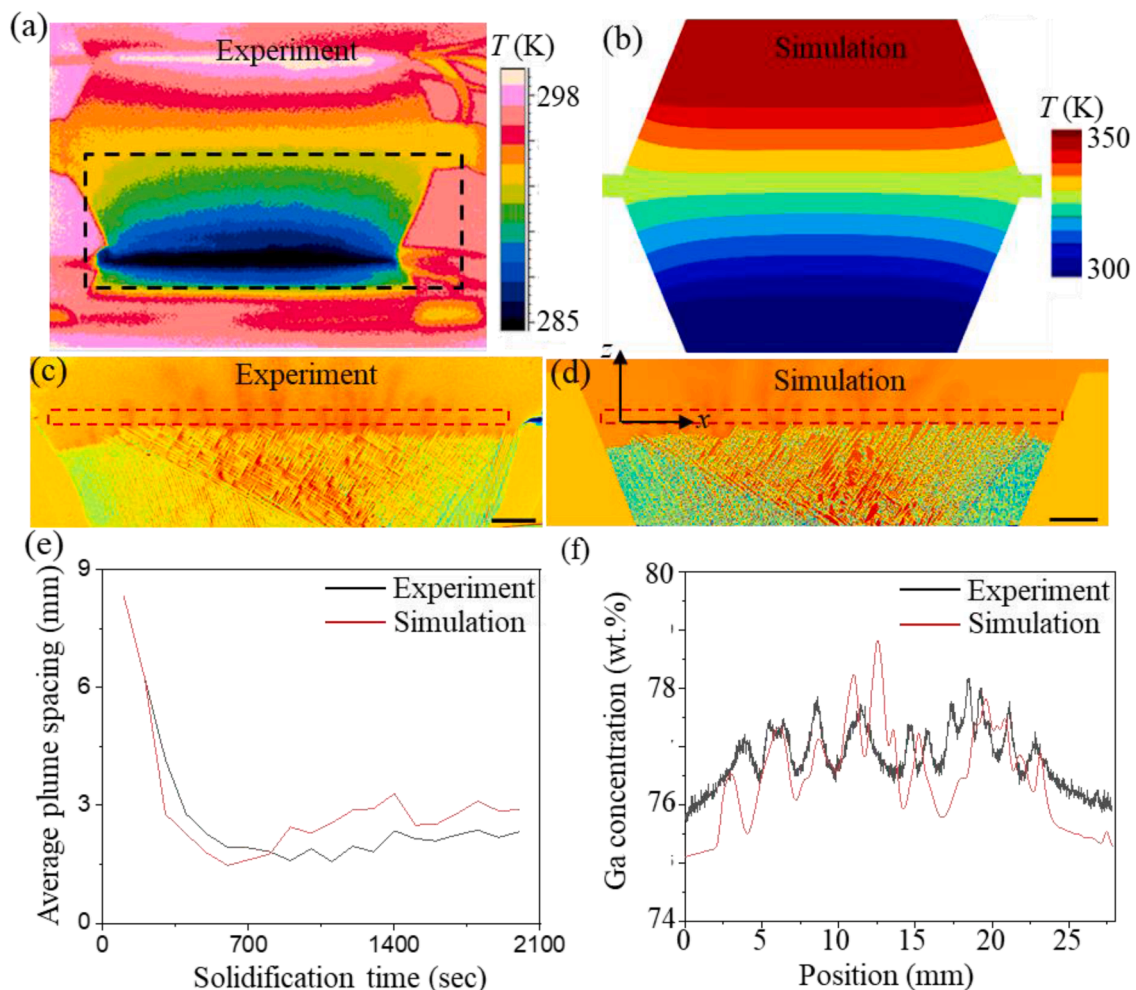 (a)
Experiment
T (K)
298
285
(b)
Simulation
T (K)
350
300
(c)
Experiment
(d)
Simulation
z
x
(e)
9
6
3
0
Experiment
Simulation
Average plume spacing (mm)
0
700
1400
2100
Solidification time (sec)
(f)
80
78
76
74
Experiment
Simulation
Ga concentration (wt.%)
0
5
10
15
20
25
Position (mm)